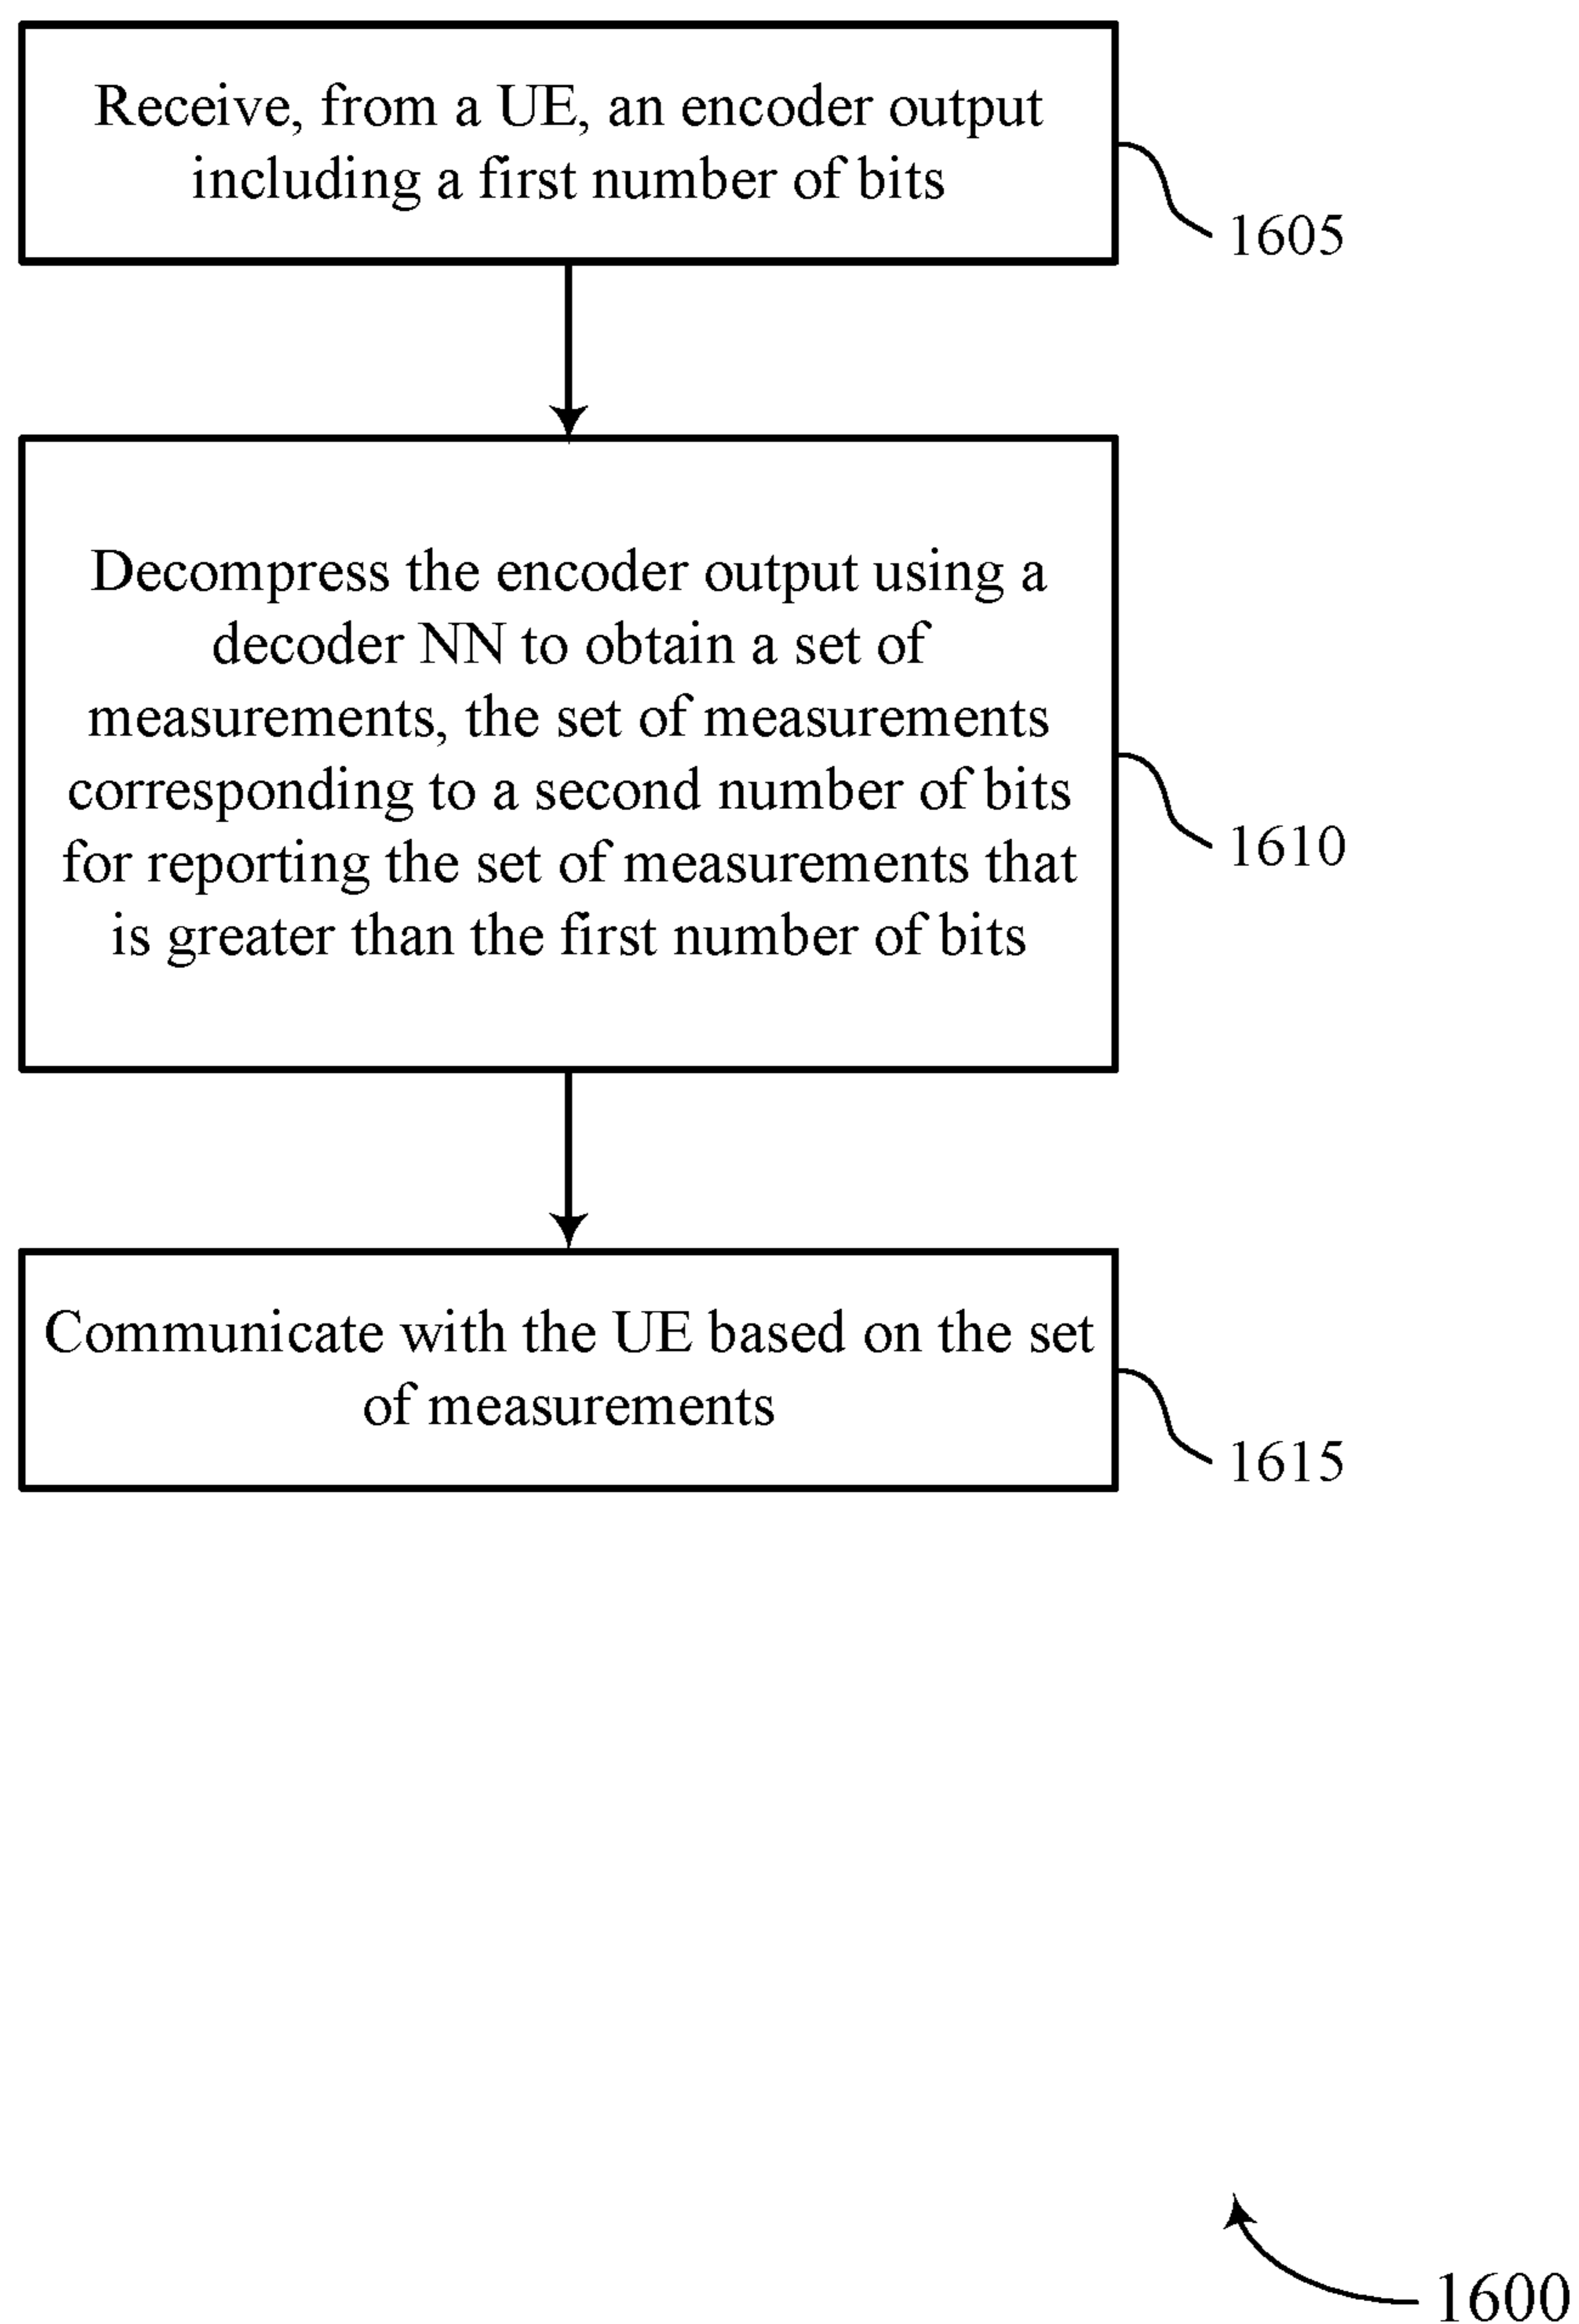 Receive, from a UE, an encoder output
including a first number of bits
1605
Decompress the encoder output using a
decoder NN to obtain a set of
measurements, the set of measurements
corresponding to a second number of bits
for reporting the set of measurements that
is greater than the first number of bits
1610
Communicate with the UE based on the set
of measurements
1615
1600